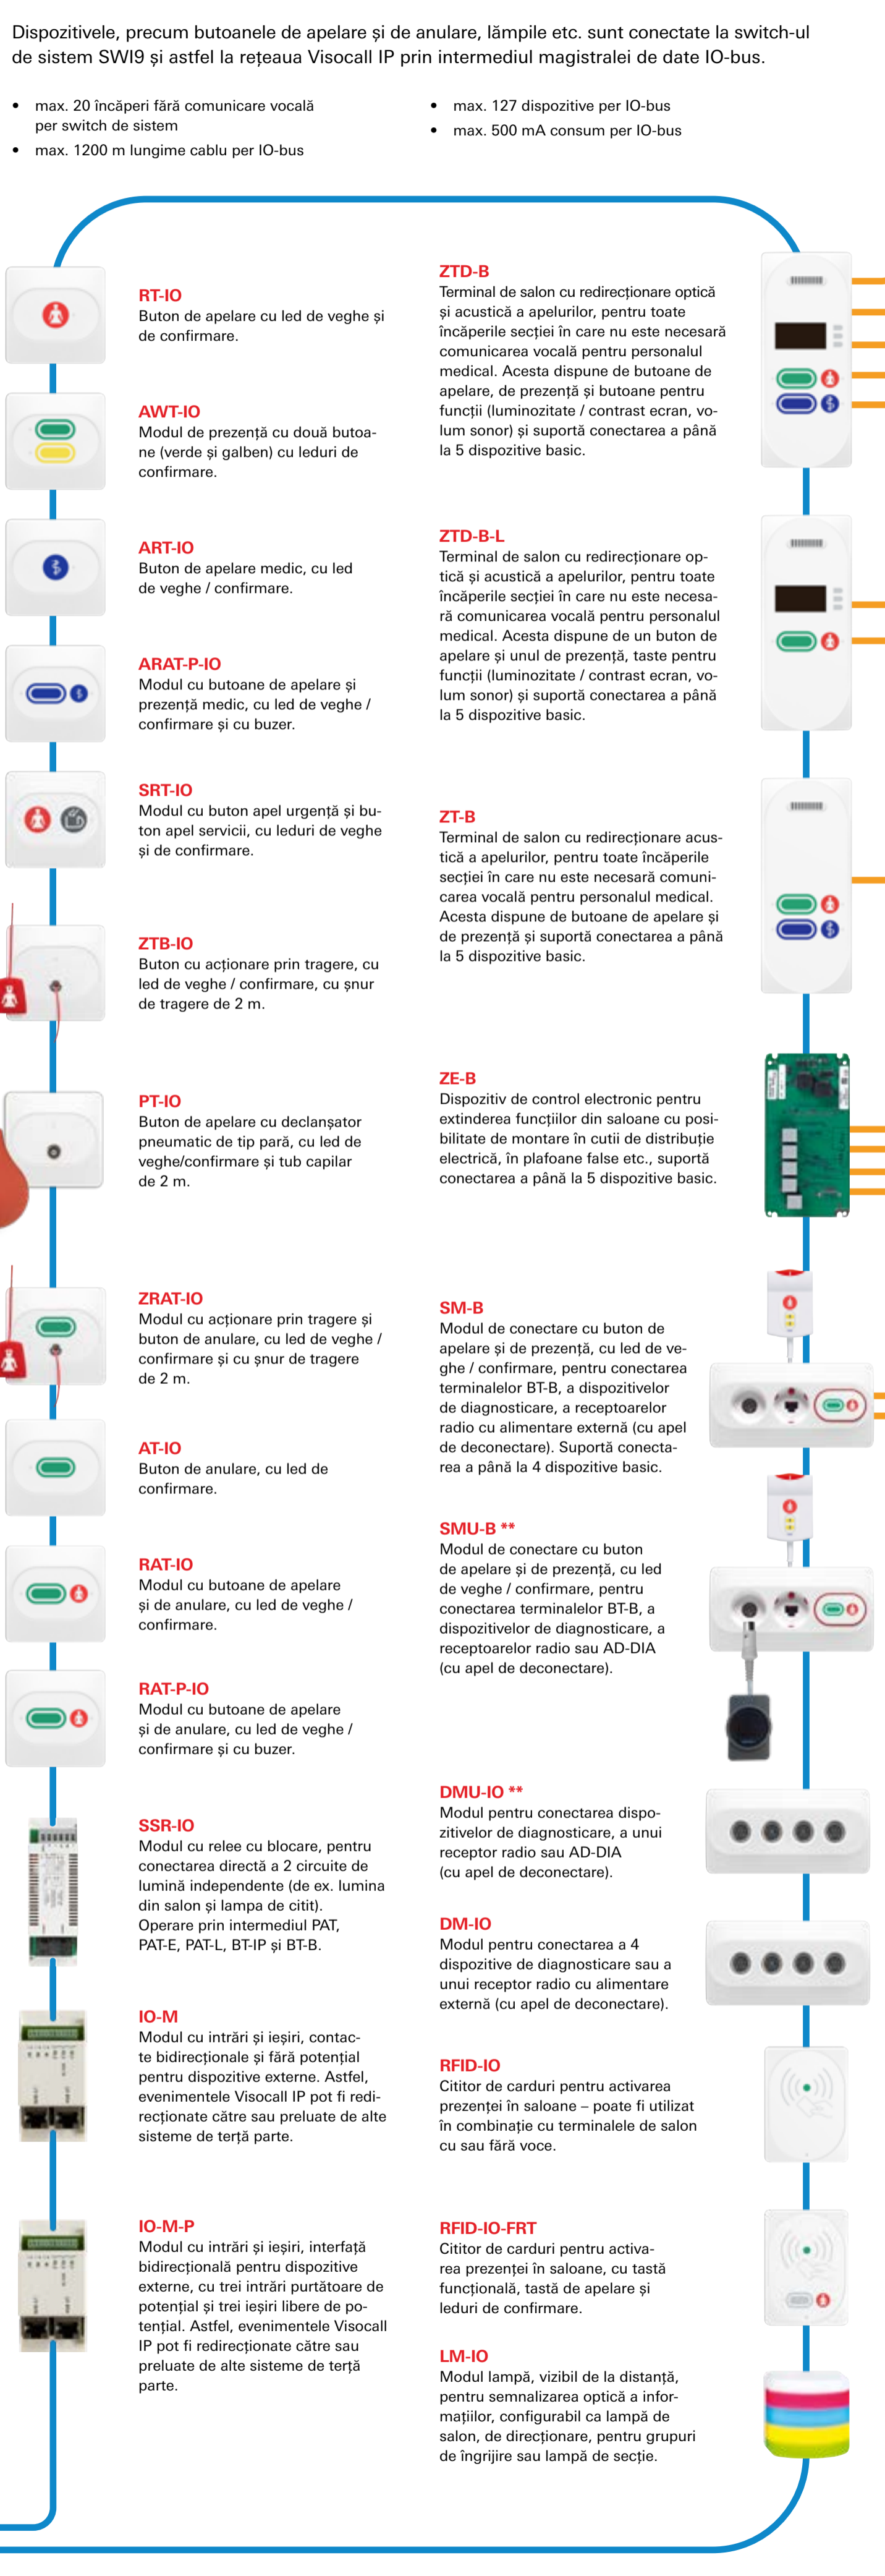 Dispozitivele, precum butoanele de apelare și de anulare, lămpile etc. sunt conectate la switch-ul
de sistem SWI9 și astfel la rețeaua Visocall IP prin intermediul magistralei de date IO-bus.
• max. 20 încăperi fără comunicare vocală
per switch de sistem
• max. 1200 m lungime cablu per IO-bus
• max. 127 dispozitive per IO-bus
• max. 500 mA consum per IO-bus
RT-IO
Buton de apelare cu led de veghe și
de confirmare.
AWT-IO
Modul de prezență cu două butoa-
ne (verde și galben) cu leduri de
confirmare.
ART-IO
Buton de apelare medic, cu led
de veghe / confirmare.
ARAT-P-IO
Modul cu butoane de apelare și
prezență medic, cu led de veghe /
confirmare și cu buzer.
SRT-IO
Modul cu buton apel urgență și bu-
ton apel servicii, cu leduri de veghe
și de confirmare.
ZTB-IO
Buton cu acționare prin tragere, cu
led de veghe / confirmare, cu șnur
de tragere de 2 m.
PT-IO
Buton de apelare cu declanșator
pneumatic de tip pară, cu led de
veghe/confirmare și tub capilar
de 2 m.
ZRAT-IO
Modul cu acționare prin tragere și
buton de anulare, cu led de veghe /
confirmare și cu șnur de tragere
de 2 m.
AT-IO
Buton de anulare, cu led de
confirmare.
RAT-IO
Modul cu butoane de apelare
și de anulare, cu led de veghe /
confirmare.
RAT-P-IO
Modul cu butoane de apelare
și de anulare, cu led de veghe /
confirmare și cu buzer.
SSR-IO
Modul cu relee cu blocare, pentru
conectarea directă a 2 circuite de
lumină independente (de ex. lumina
din salon și lampa de citit).
Operare prin intermediul PAT,
PAT-E, PAT-L, BT-IP și BT-B.
IO-M
Modul cu intrări și ieșiri, contac-
te bidirecționale și fără potențial
pentru dispozitive externe. Astfel,
evenimentele Visocall IP pot fi redi-
recționate către sau preluate de alte
sisteme de terță parte.
IO-M-P
Modul cu intrări și ieșiri, interfață
bidirecțională pentru dispozitive
externe, cu trei intrări purtătoare de
potențial și trei ieșiri libere de po-
tențial. Astfel, evenimentele Visocall
IP pot fi redirecționate către sau
preluate de alte sisteme de terță
parte.
ZTD-B
Terminal de salon cu redirecționare optică
și acustică a apelurilor, pentru toate
încăperile secției în care nu este necesară
comunicarea vocală pentru personalul
medical. Acesta dispune de butoane de
apelare, de prezență și butoane pentru
funcții (luminozitate / contrast ecran, vo-
lum sonor) și suportă conectarea a până
la 5 dispozitive basic.
ZTD-B-L
Terminal de salon cu redirecționare op-
tică și acustică a apelurilor, pentru toate
încăperile secției în care nu este necesa-
ră comunicarea vocală pentru personalul
medical. Acesta dispune de un buton de
apelare și unul de prezență, taste pentru
funcții (luminozitate / contrast ecran, vo-
lum sonor) și suportă conectarea a până
la 5 dispozitive basic.
ZT-B
Terminal de salon cu redirecționare acus-
tică a apelurilor, pentru toate încăperile
secției în care nu este necesară comuni-
carea vocală pentru personalul medical.
Acesta dispune de butoane de apelare și
de prezență și suportă conectarea a până
la 5 dispozitive basic.
ZE-B
Dispozitiv de control electronic pentru
extinderea funcțiilor din saloane cu posi-
bilitate de montare în cutii de distribuție
electrică, în plafoane false etc., suportă
conectarea a până la 5 dispozitive basic.
SM-B
Modul de conectare cu buton de
apelare și de prezență, cu led de ve-
ghe / confirmare, pentru conectarea
terminalelor BT-B, a dispozitivelor
de diagnosticare, a receptoarelor
radio cu alimentare externă (cu apel
de deconectare). Suportă conecta-
rea a până la 4 dispozitive basic.
SMU-B **
Modul de conectare cu buton
de apelare și de prezență, cu led
de veghe / confirmare, pentru
conectarea terminalelor BT-B, a
dispozitivelor de diagnosticare, a
receptoarelor radio sau AD-DIA
(cu apel de deconectare).
DMU-IO **
Modul pentru conectarea dispo-
zitivelor de diagnosticare, a unui
receptor radio sau AD-DIA
(cu apel de deconectare).
DM-IO
Modul pentru conectarea a 4
dispozitive de diagnosticare sau a
unui receptor radio cu alimentare
externă (cu apel de deconectare).
RFID-IO
Cititor de carduri pentru activarea
prezenței în saloane – poate fi utilizat
în combinație cu terminalele de salon
cu sau fără voce.
RFID-IO-FRT
Cititor de carduri pentru activa-
rea prezenței în saloane, cu tastă
funcțională, tastă de apelare și
leduri de confirmare.
LM-IO
Modul lampă, vizibil de la distanță,
pentru semnalizarea optică a infor-
mațiilor, configurabil ca lampă de
salon, de direcționare, pentru grupuri
de îngrijire sau lampă de secție.